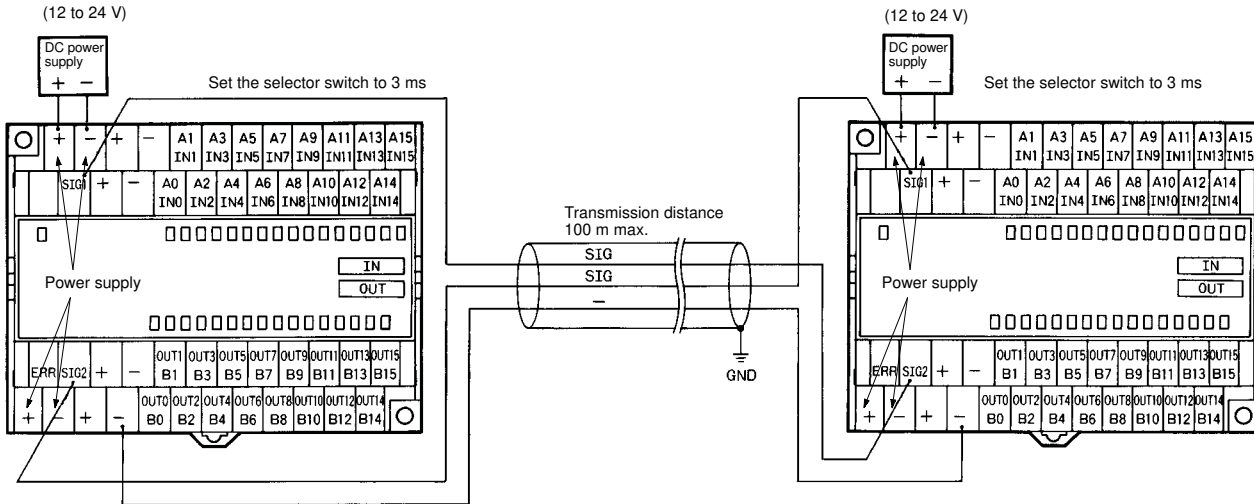 (12 to 24 V)
DC power
supply
+ −
Set the selector switch to 3 ms
+ − + − A1 A3 A5 A7 A9 A11 A13 A15
IN1 IN3 IN5 IN7 IN9 IN11 IN13 IN15
SIG1 + − A0 A2 A4 A6 A8 A10 A12 A14
IN0 IN2 IN4 IN6 IN8 IN10 IN12 IN14
IN
OUT
Power supply
OUT1 OUT3 OUT5 OUT7 OUT9 OUT11 OUT13 OUT15
ERR SIG2 + − B1 B3 B5 B7 B9 B11 B13 B15
OUT0 OUT2 OUT4 OUT6 OUT8 OUT10 OUT12 OUT14
+ − + − B0 B2 B4 B6 B8 B10 B12 B14
Transmission distance
100 m max.
SIG
SIG
−
GND
(12 to 24 V)
DC power
supply
+ −
Set the selector switch to 3 ms
+ − + − A1 A3 A5 A7 A9 A11 A13 A15
IN1 IN3 IN5 IN7 IN9 IN11 IN13 IN15
SIG1 + − A0 A2 A4 A6 A8 A10 A12 A14
IN0 IN2 IN4 IN6 IN8 IN10 IN12 IN14
IN
OUT
Power supply
OUT1 OUT3 OUT5 OUT7 OUT9 OUT11 OUT13 OUT15
ERR SIG2 + − B1 B3 B5 B7 B9 B11 B13 B15
OUT0 OUT2 OUT4 OUT6 OUT8 OUT10 OUT12 OUT14
+ − + − B0 B2 B4 B6 B8 B10 B12 B14